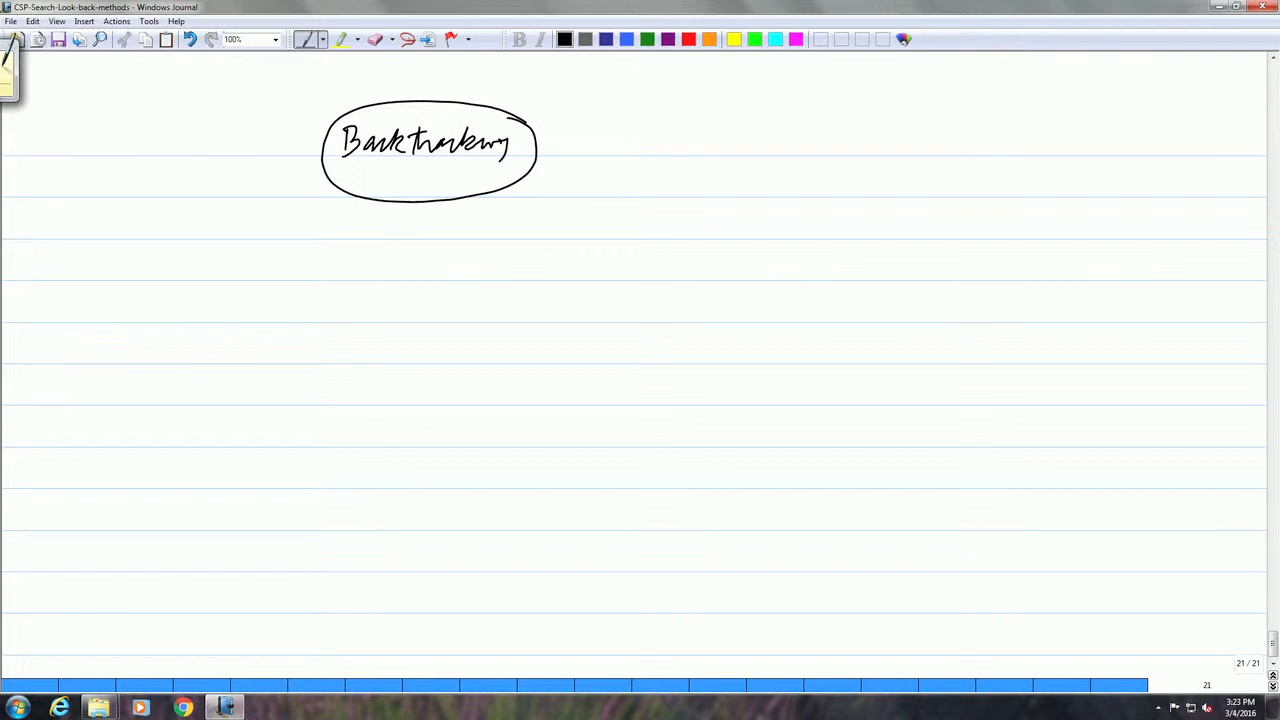 CSP-Search-Look-back-methods - Windows Journal
File Edit View Insert Actions Tools Help
100% B I
Backtracking
21 / 21
21
3:23 PM
3/4/2016